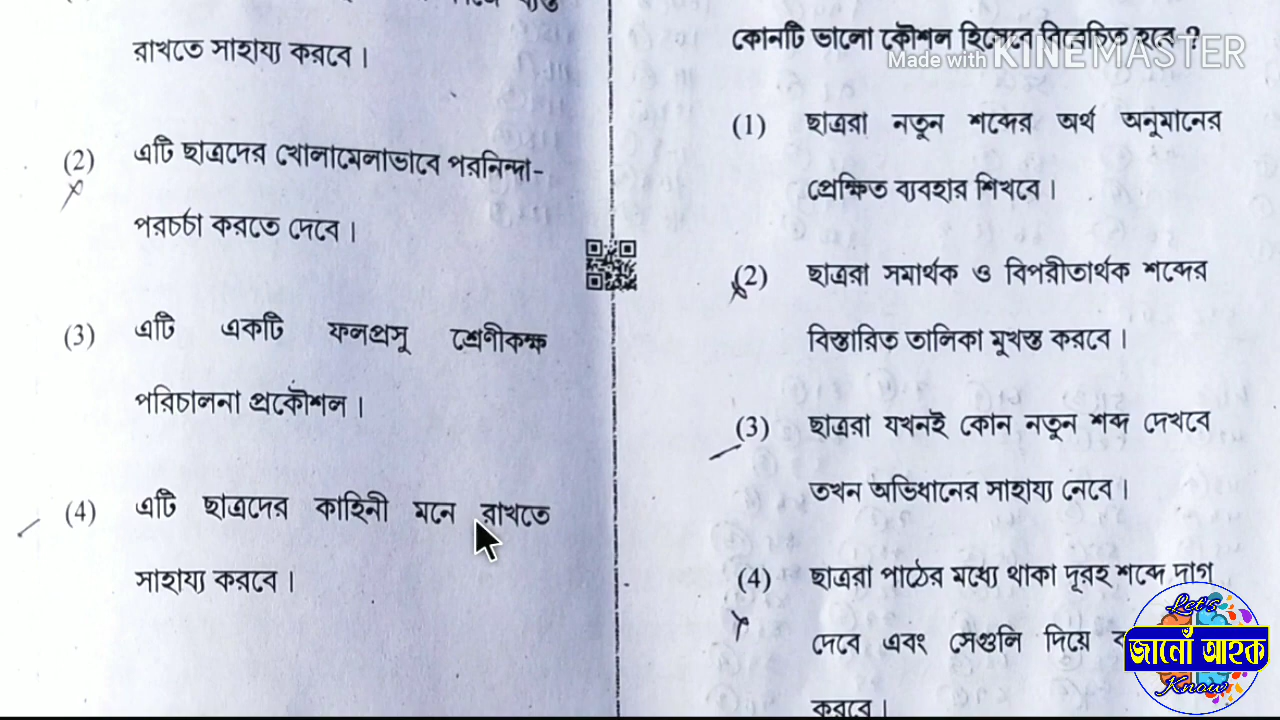 রাখতে সাহায্য করবে ।
(2) এটি ছাত্রদের খোলামেলাভাবে পরনিন্দা-
পরচর্চা করতে দেবে ।
(3) এটি একটি ফলপ্রসূ শ্রেণীকক্ষ
পরিচালনা প্রকৌশল ।
(4) এটি ছাত্রদের কাহিনী মনে রাখতে
সাহায্য করবে ।
কোনটি ভালো কৌশল হিসেবে বিবেচিত হবে ?
Made with KINEMASTER
(1) ছাত্ররা নতুন শব্দের অর্থ অনুমানের
প্রেক্ষিত ব্যবহার শিখবে ।
(2) ছাত্ররা সমার্থক ও বিপরীতার্থক শব্দের
বিস্তারিত তালিকা মুখস্ত করবে ।
(3) ছাত্ররা যখনই কোন নতুন শব্দ দেখবে
তখন অভিধানের সাহায্য নেবে ।
(4) ছাত্ররা পাঠের মধ্যে থাকা দূরহ শব্দে দাগ
দেবে এবং সেগুলি দিয়ে
করবে ।
Let's
জানোঁ আহক
Know